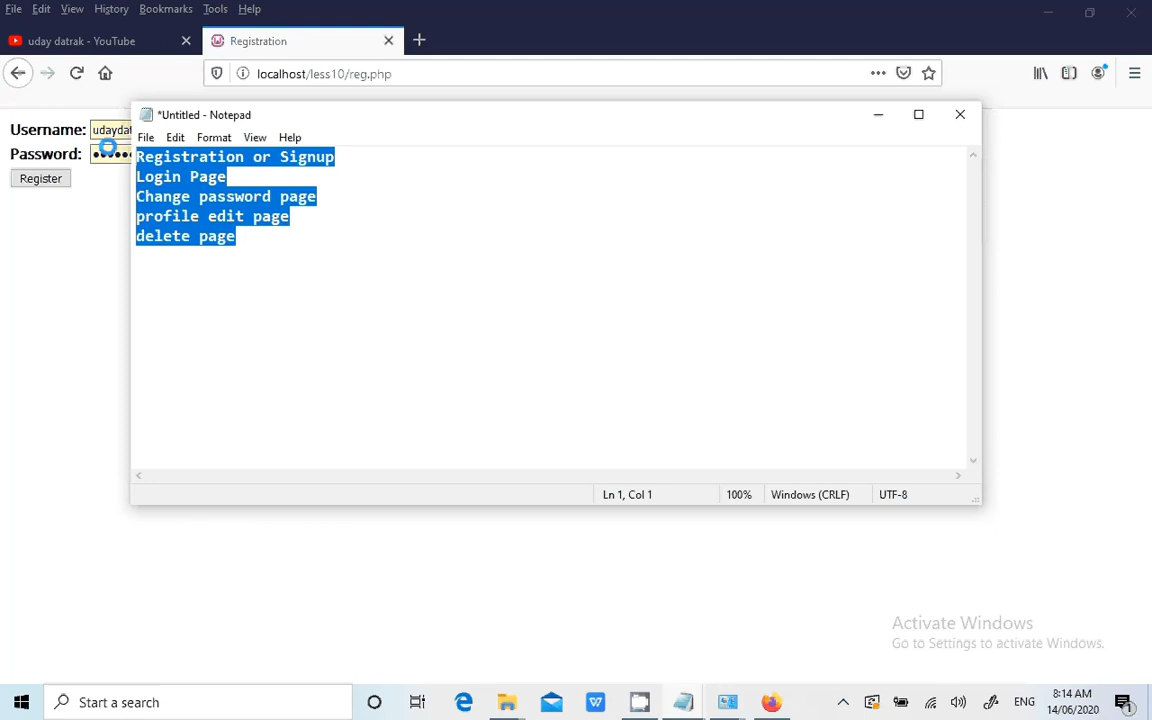 File Edit View History Bookmarks Tools Help
uday datrak - YouTube
Registration
localhost/less10/reg.php
*Untitled - Notepad
File Edit Format View Help
Username: udaydat
Password:
Register
Registration or Signup
Login Page
Change password page
profile edit page
delete page
Ln 1, Col 1 100% Windows (CRLF) UTF-8
Activate Windows
Go to Settings to activate Windows.
Start a search
ENG
8:14 AM
14/06/2020
1